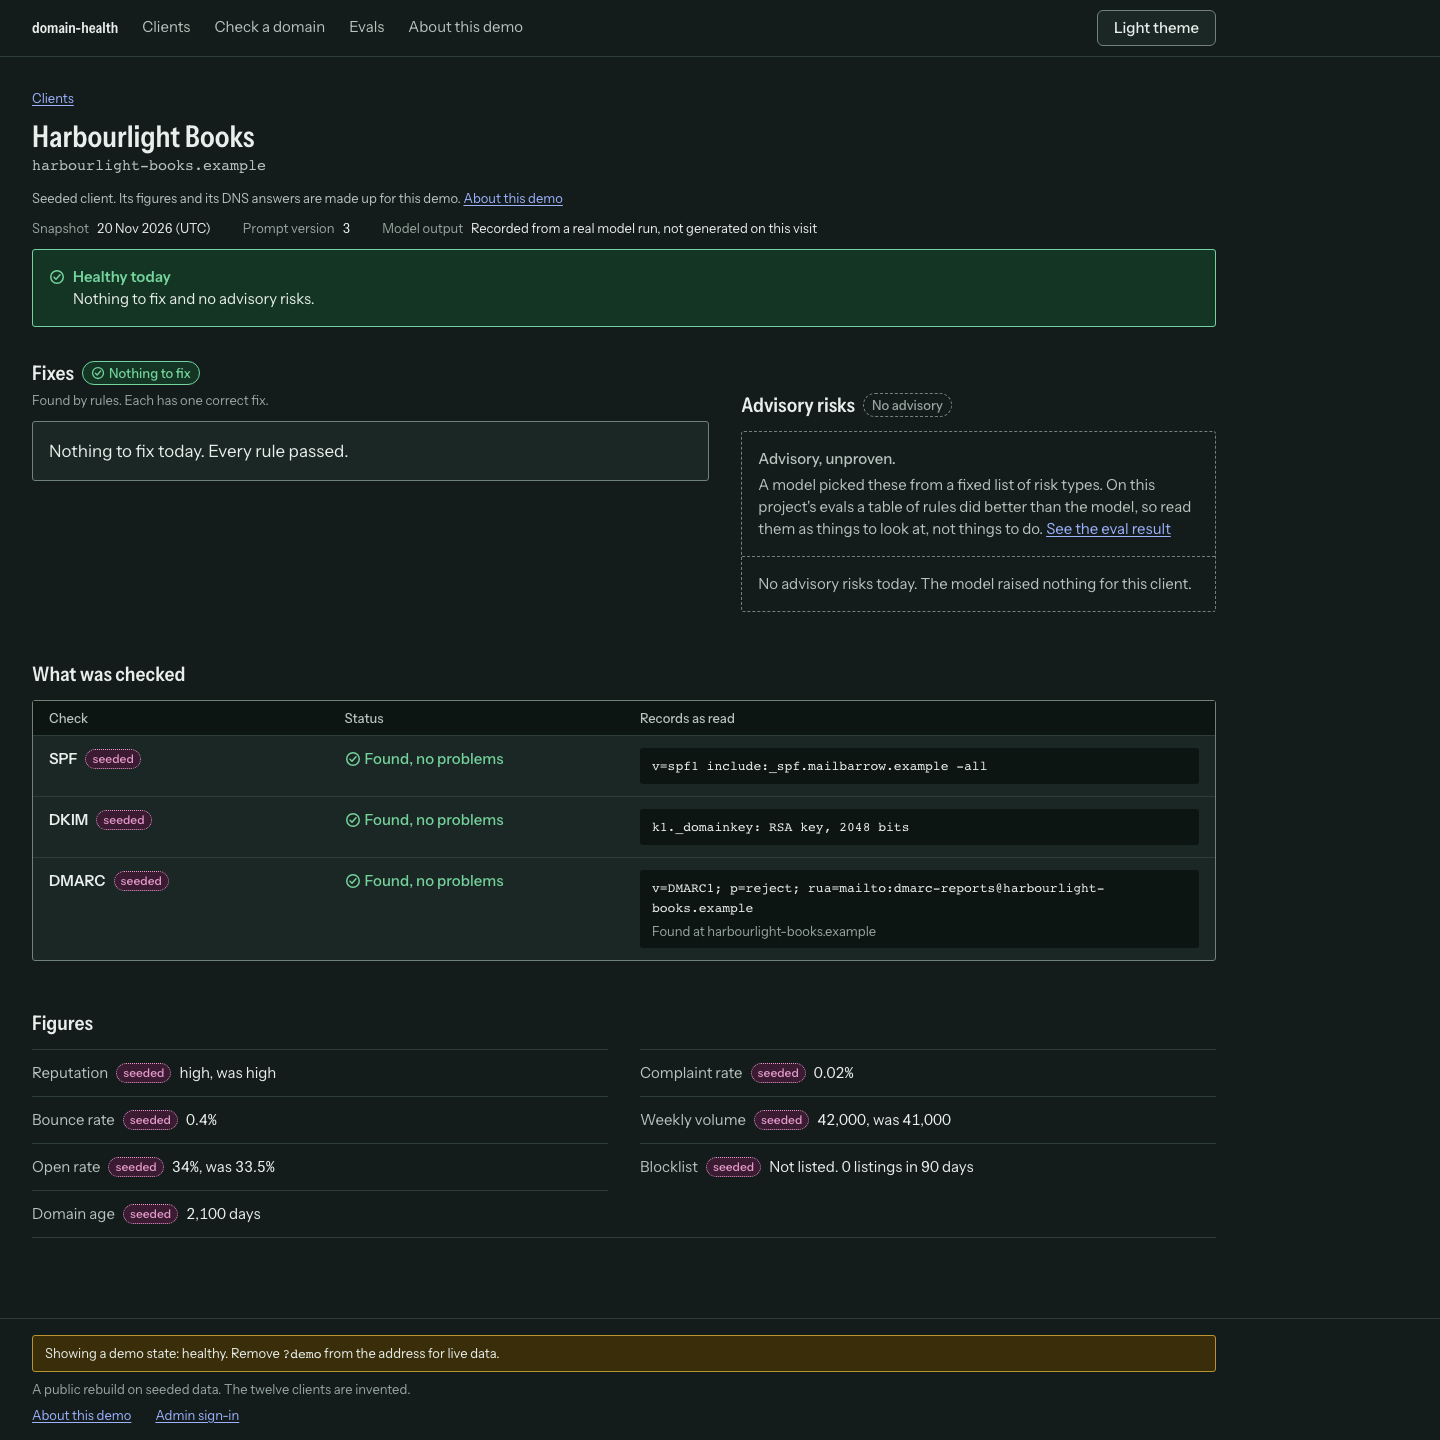 domain-health Clients Check a domain Evals About this demo Light theme
Clients
Harbourlight Books
harbourlight-books.example
Seeded client. Its figures and its DNS answers are made up for this demo. About this demo
Snapshot 20 Nov 2026 (UTC) Prompt version 3 Model output Recorded from a real model run, not generated on this visit
Healthy today
Nothing to fix and no advisory risks.
Fixes Nothing to fix
Found by rules. Each has one correct fix.
Nothing to fix today. Every rule passed.
Advisory risks No advisory
Advisory, unproven.
A model picked these from a fixed list of risk types. On this
project's evals a table of rules did better than the model, so read
them as things to look at, not things to do. See the eval result
No advisory risks today. The model raised nothing for this client.
What was checked
Check Status Records as read
SPF seeded Found, no problems v=spf1 include:_spf.mailbarrow.example -all
DKIM seeded Found, no problems k1._domainkey: RSA key, 2048 bits
DMARC seeded Found, no problems v=DMARC1; p=reject; rua=mailto:dmarc-reports@harbourlight-
books.example
Found at harbourlight-books.example
Figures
Reputation seeded high, was high
Complaint rate seeded 0.02%
Bounce rate seeded 0.4%
Weekly volume seeded 42,000, was 41,000
Open rate seeded 34%, was 33.5%
Blocklist seeded Not listed. 0 listings in 90 days
Domain age seeded 2,100 days
Showing a demo state: healthy. Remove ?demo from the address for live data.
A public rebuild on seeded data. The twelve clients are invented.
About this demo Admin sign-in